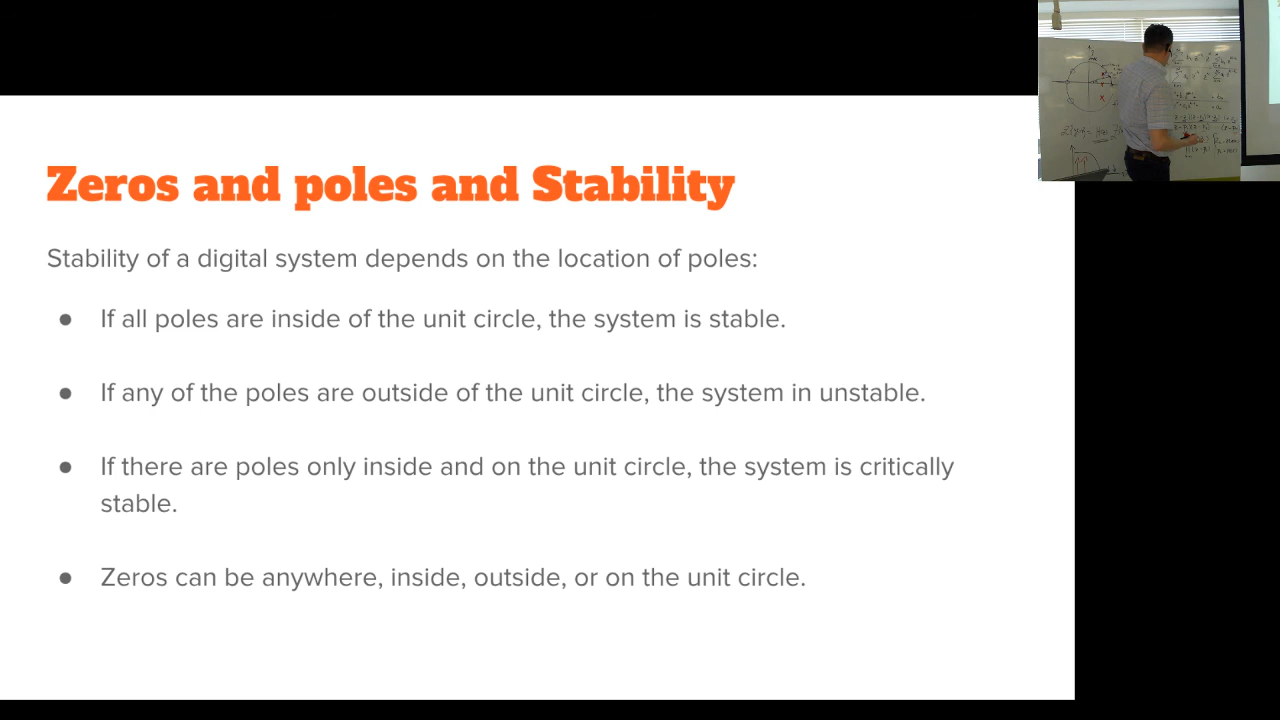 Zeros and poles and Stability
Stability of a digital system depends on the location of poles:
● If all poles are inside of the unit circle, the system is stable.
● If any of the poles are outside of the unit circle, the system in unstable.
● If there are poles only inside and on the unit circle, the system is critically
stable.
● Zeros can be anywhere, inside, outside, or on the unit circle.